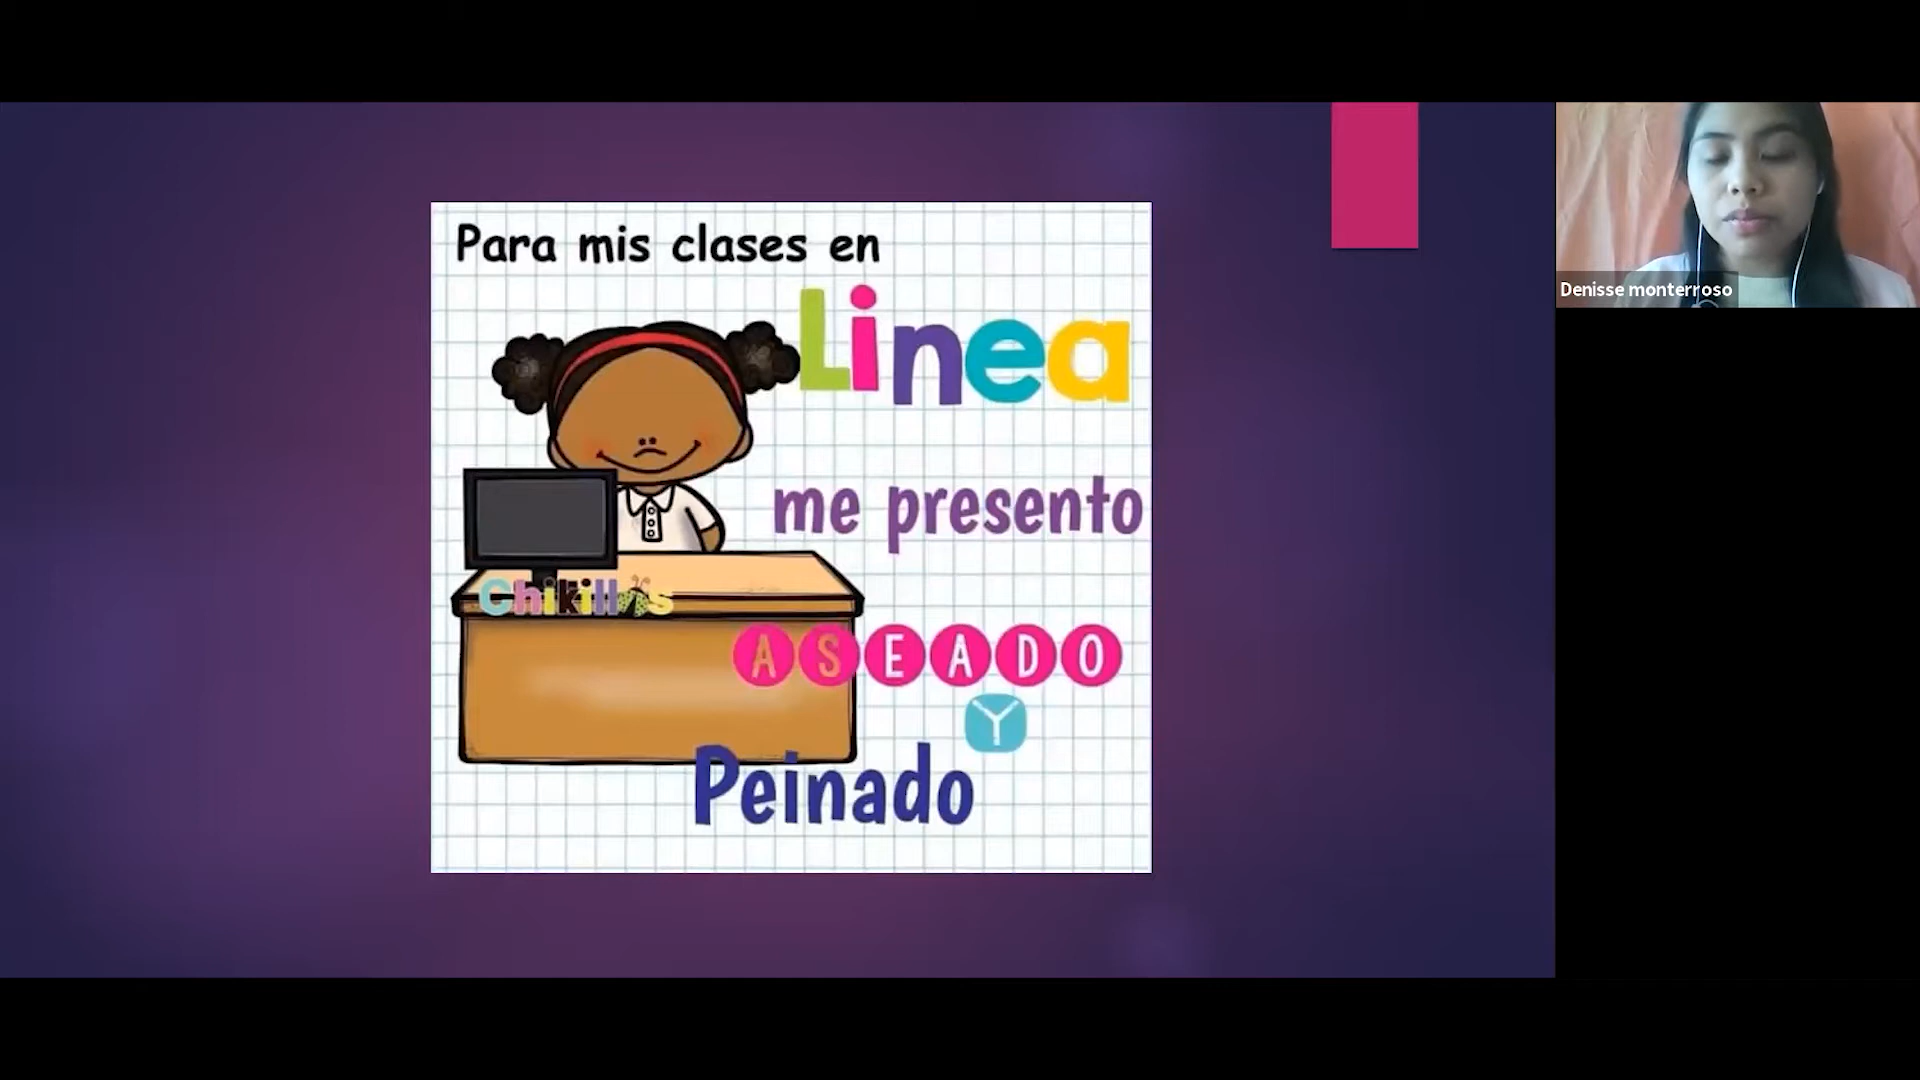 Para mis clases en
Linea
me presento
Chikillos
ASEADO
Y
Peinado
Denisse monterroso